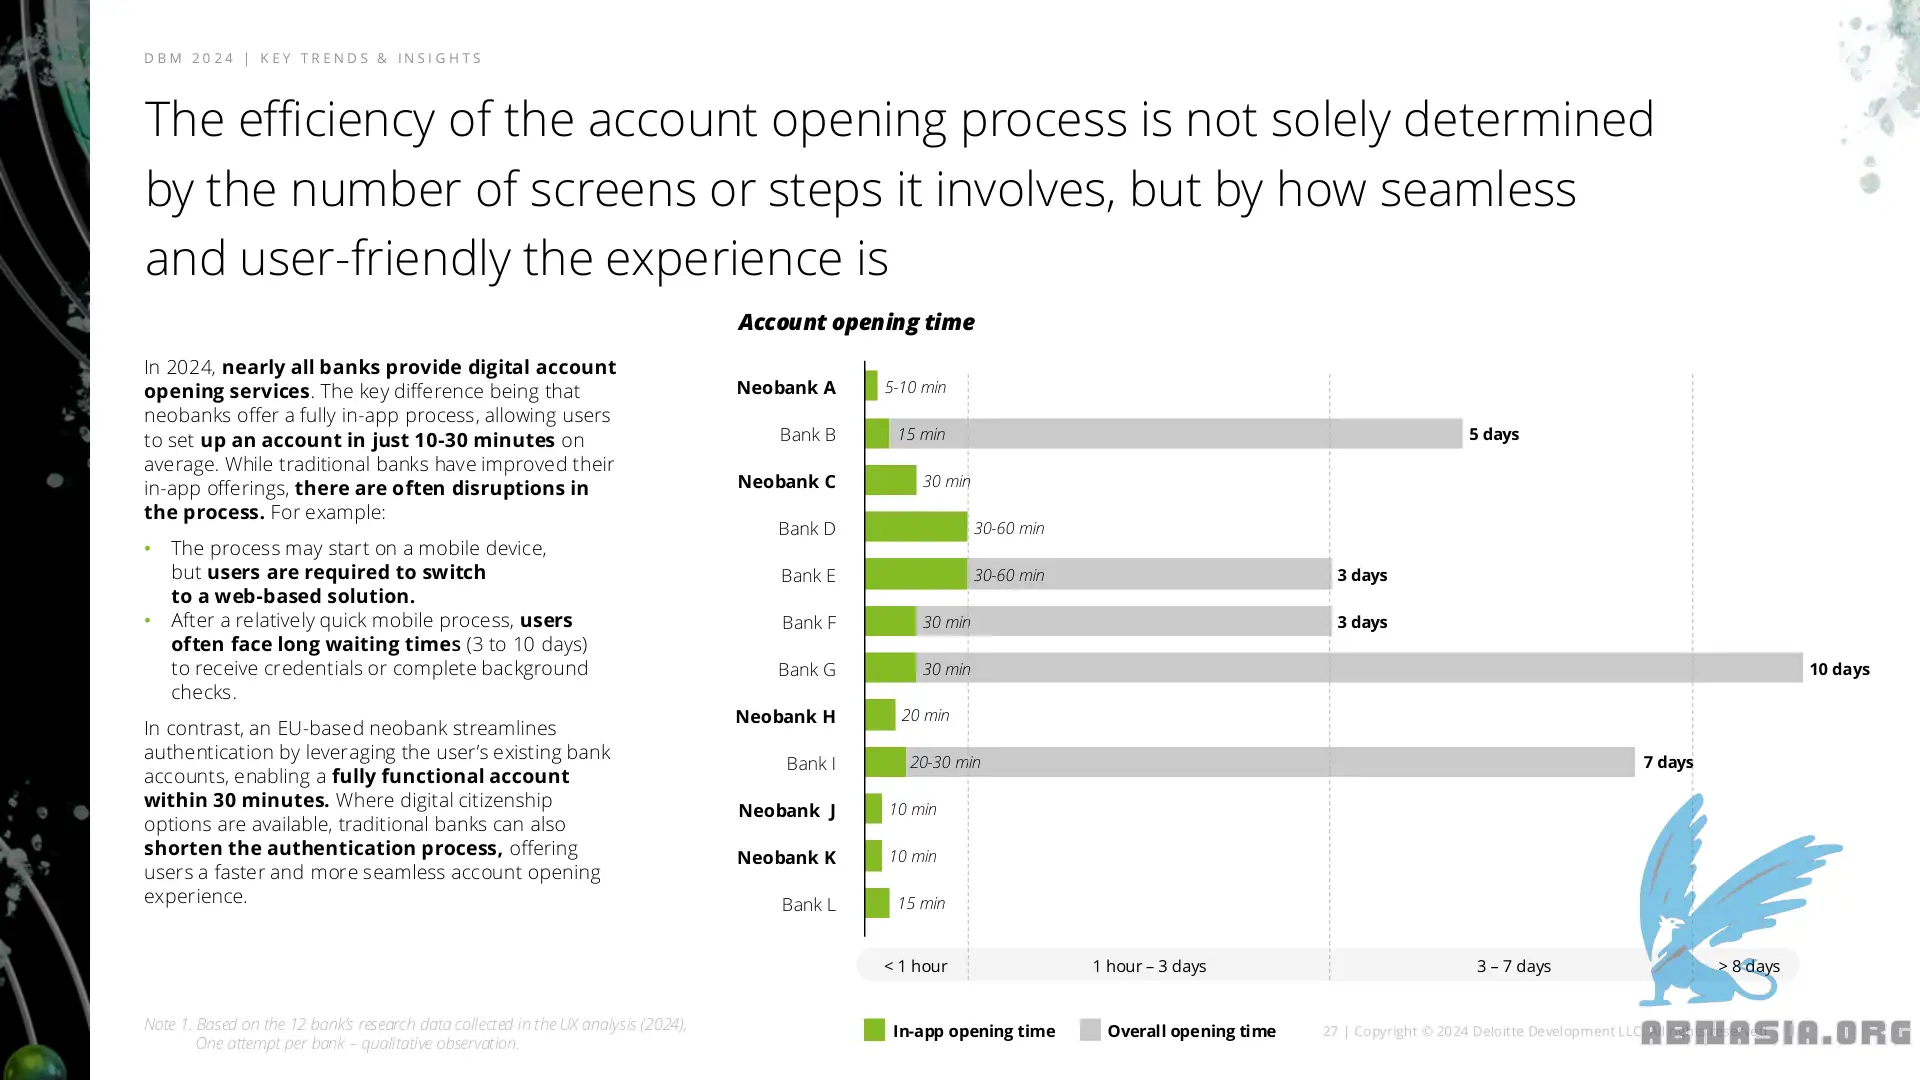 DBM 2024 | KEY TRENDS & INSIGHTS
The efficiency of the account opening process is not solely determined
by the number of screens or steps it involves, but by how seamless
and user-friendly the experience is
In 2024, nearly all banks provide digital account
opening services. The key difference being that
neobanks offer a fully in-app process, allowing users
to set up an account in just 10-30 minutes on
average. While traditional banks have improved their
in-app offerings, there are often disruptions in
the process. For example:
• The process may start on a mobile device,
but users are required to switch
to a web-based solution.
• After a relatively quick mobile process, users
often face long waiting times (3 to 10 days)
to receive credentials or complete background
checks.
In contrast, an EU-based neobank streamlines
authentication by leveraging the user’s existing bank
accounts, enabling a fully functional account
within 30 minutes. Where digital citizenship
options are available, traditional banks can also
shorten the authentication process, offering
users a faster and more seamless account opening
experience.
Account opening time
Neobank A 5-10 min
Bank B 15 min 5 days
Neobank C 30 min
Bank D 30-60 min
Bank E 30-60 min 3 days
Bank F 30 min 3 days
Bank G 30 min 10 days
Neobank H 20 min
Bank I 20-30 min 7 days
Neobank J 10 min
Neobank K 10 min
Bank L 15 min
< 1 hour 1 hour – 3 days 3 – 7 days > 8 days
In-app opening time Overall opening time
Note 1. Based on the 12 bank’s research data collected in the UX analysis (2024),
One attempt per bank – qualitative observation.
27 | Copyright © 2024 Deloitte Development LLC. All rights reserved.
ABNASIA.ORG